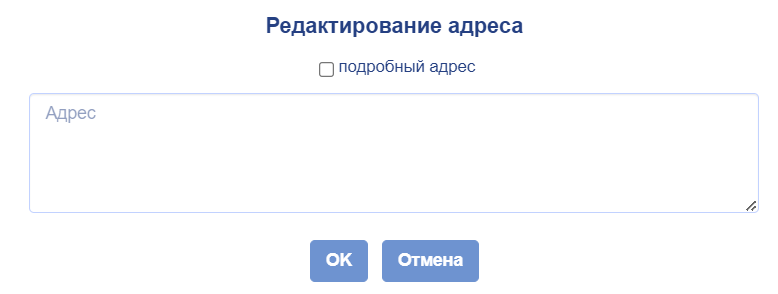 Редактирование адреса
подробный адрес
Адрес
OK
Отмена